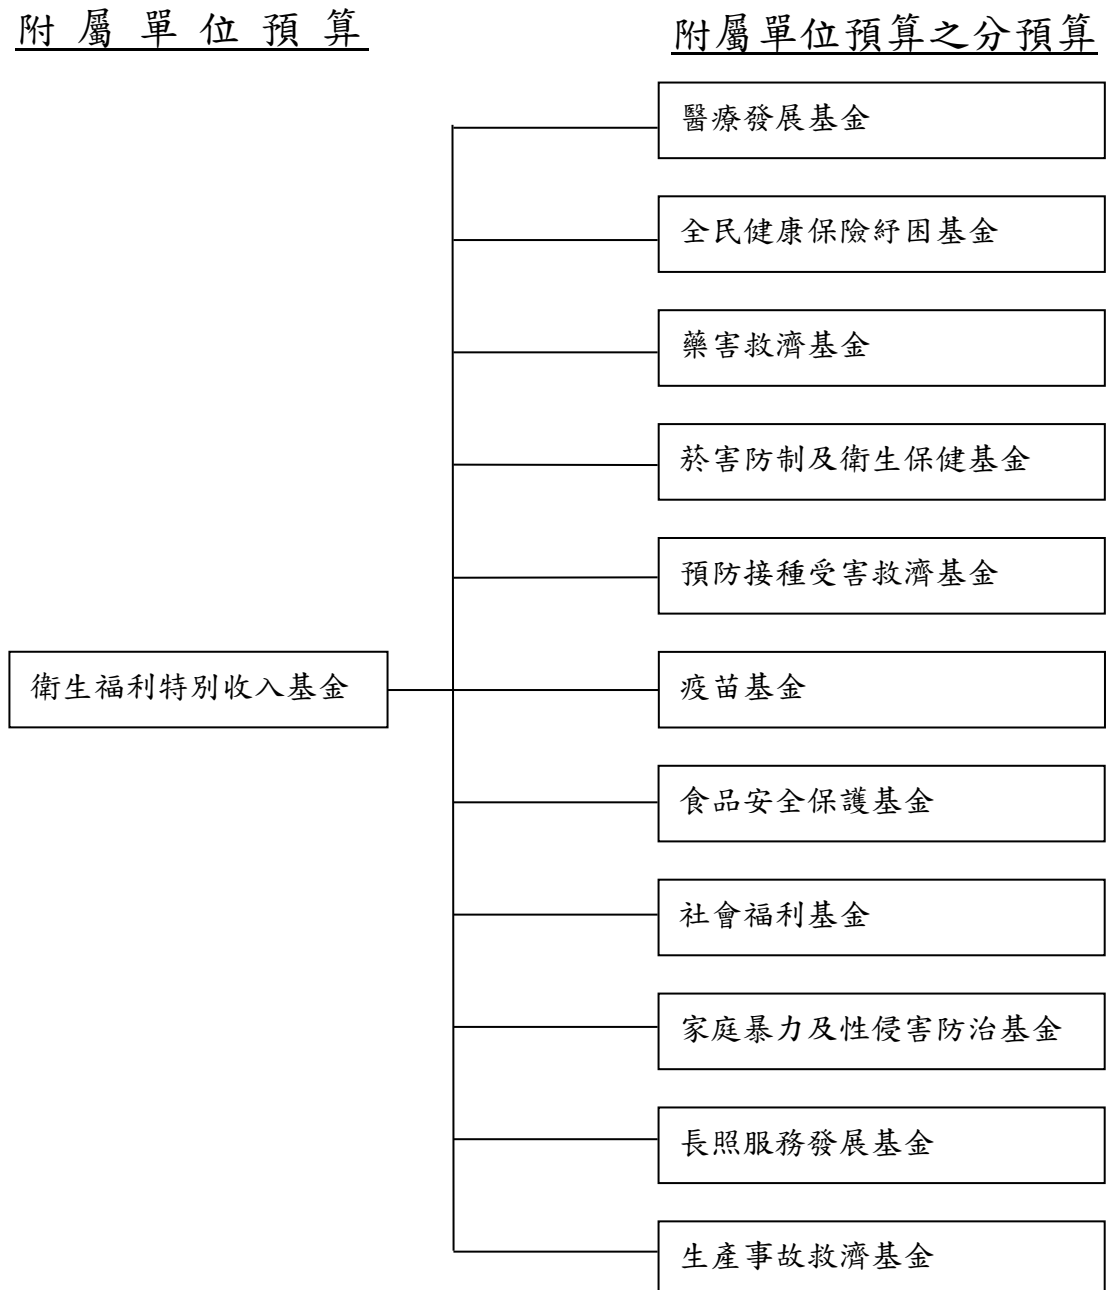 附屬單位預算
附屬單位預算之分預算
醫療發展基金
全民健康保險紓困基金
藥害救濟基金
菸害防制及衛生保健基金
預防接種受害救濟基金
衛生福利特別收入基金
疫苗基金
食品安全保護基金
社會福利基金
家庭暴力及性侵害防治基金
長照服務發展基金
生產事故救濟基金